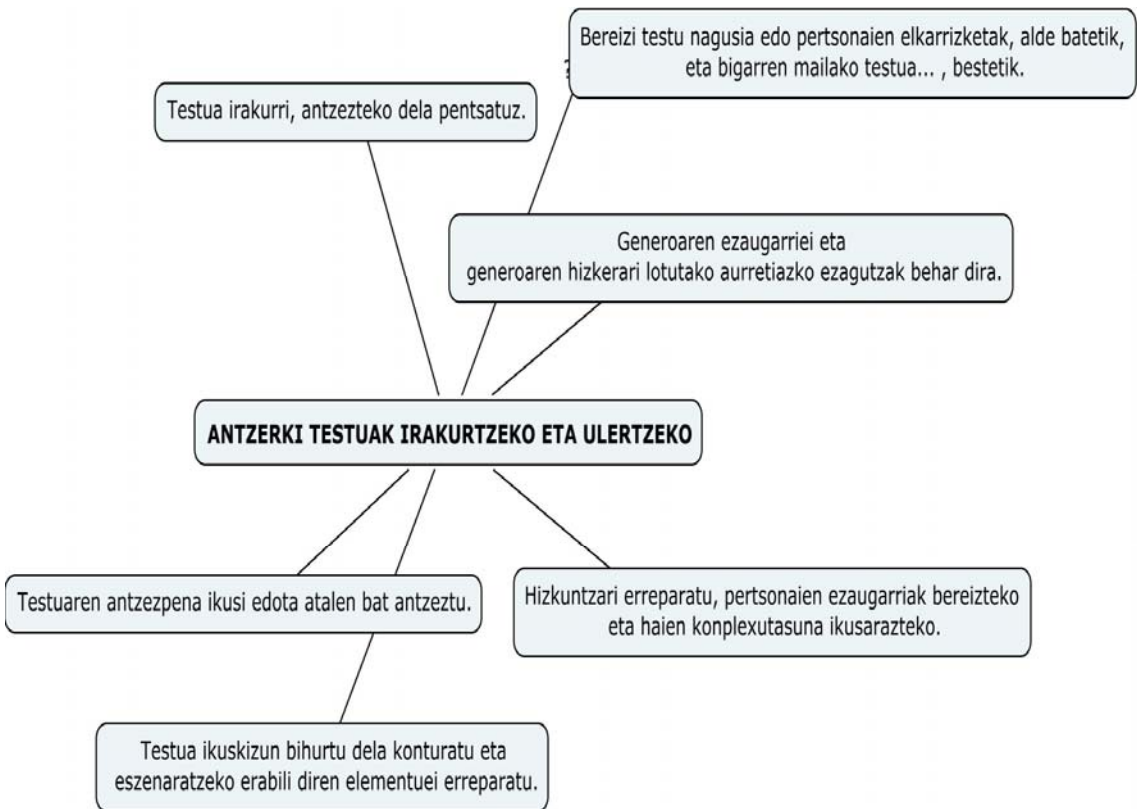 Bereizi testu nagusia edo pertsonaien elkarrizketak, alde batetik,
eta bigarren mailako testua... , bestetik.
?
Testua irakurri, antzezteko dela pentsatuz.
Generoaren ezaugarriei eta
generoaren hizkerari lotutako aurretiazko ezagutzak behar dira.
ANTZERKI TESTUAK IRAKURTZEKO ETA ULERTZEKO
Testuaren antzezpena ikusi edota atalen bat antzeztu.
Hizkuntzari erreparatu, pertsonaien ezaugarriak bereizteko
eta haien konplexutasuna ikusarazteko.
Testua ikuskizun bihurtu dela konturatu eta
eszenaratzeko erabili diren elementuei erreparatu.